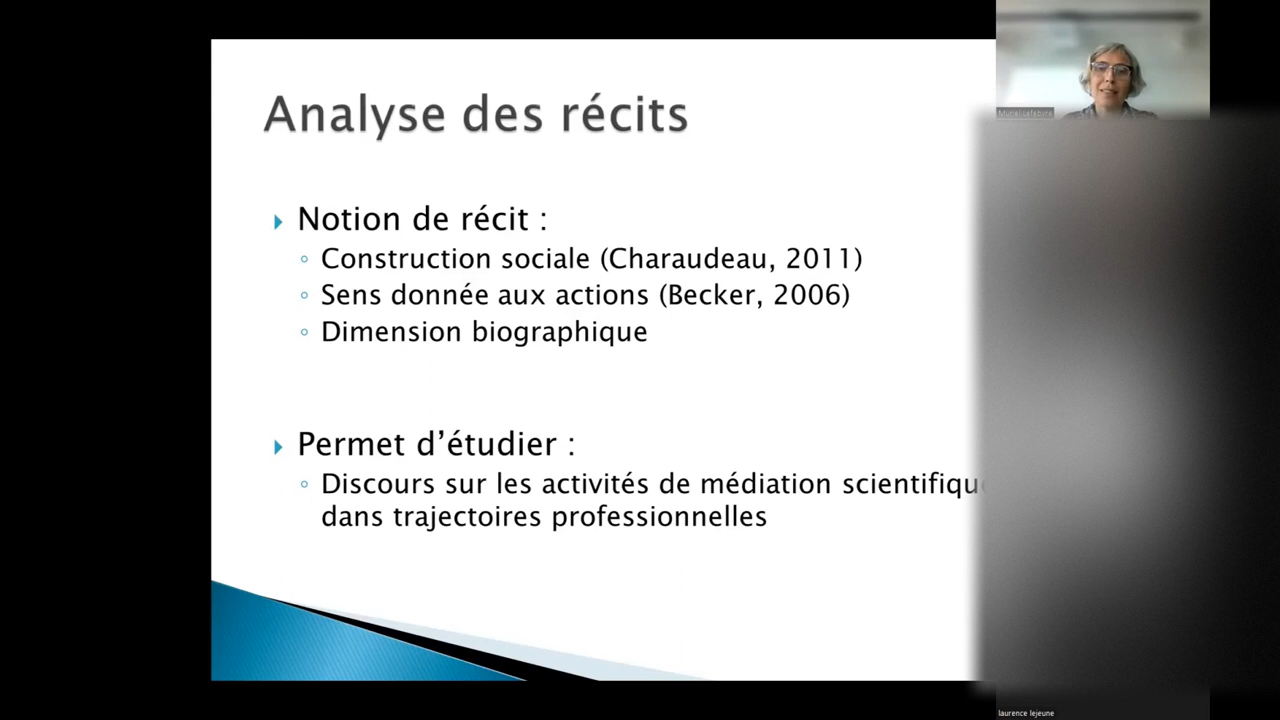 Analyse des récits
Notion de récit :
Construction sociale (Charaudeau, 2011)
Sens donnée aux actions (Becker, 2006)
Dimension biographique
Permet d’étudier :
Discours sur les activités de médiation
dans trajectoires professionnelles
laurence lejeune